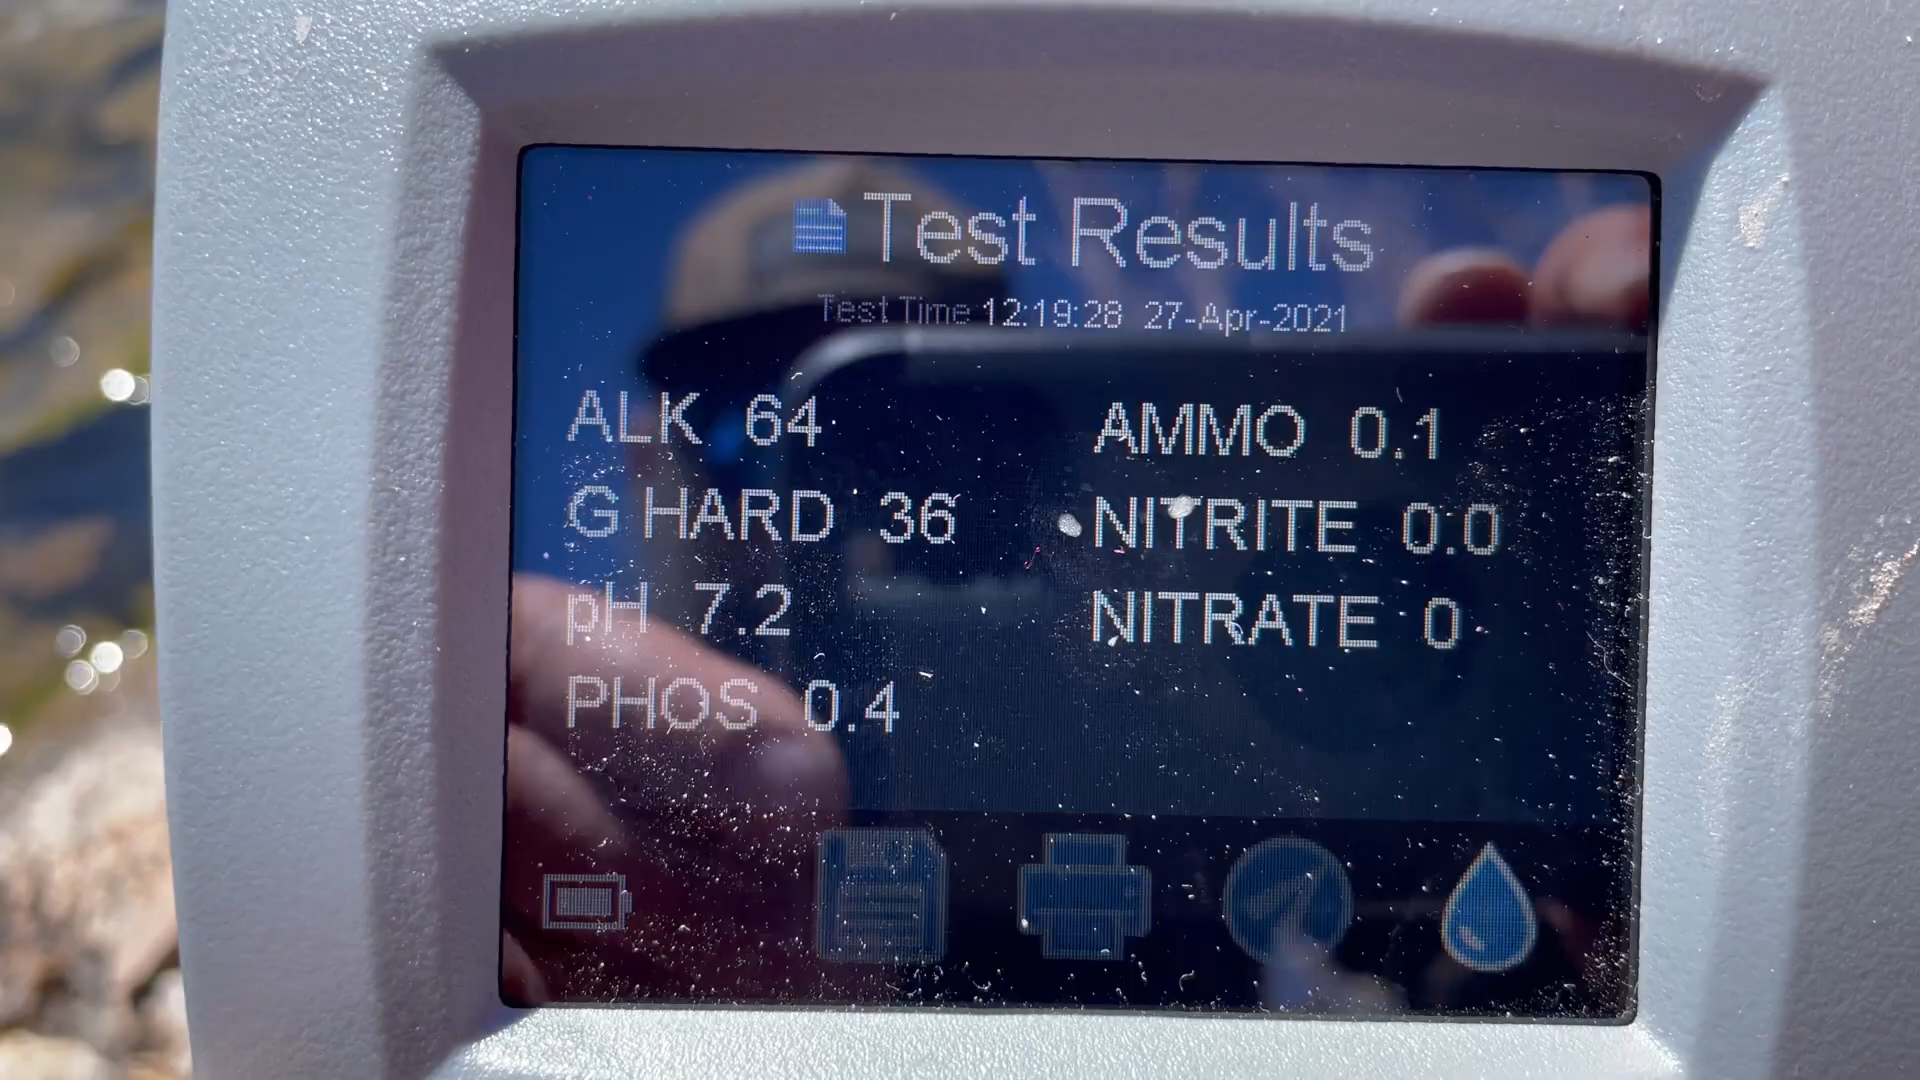 Test Results
Test Time 12:19:28 27-Apr-2021
ALK 64
G HARD 36
pH 7.2
PHOS 0.4
AMMO 0.1
NITRITE 0.0
NITRATE 0